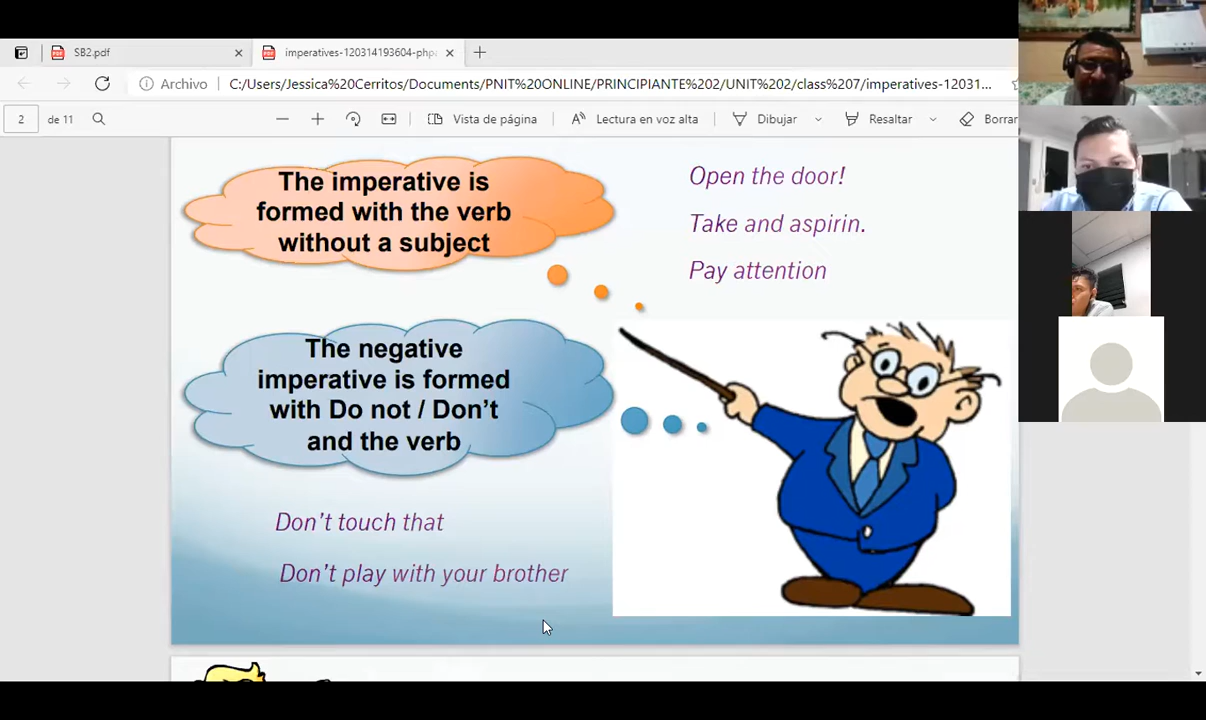 SB2.pdf
imperatives-120314193604-php
Archivo
C:/Users/Jessica%20Cerritos/Documents/PNIT%20ONLINE/PRINCIPIANTE%202/UNIT%202/class%207/imperatives-12031...
2
de 11
Vista de página
Lectura en voz alta
Dibujar
Resaltar
Borrar
The imperative is
formed with the verb
without a subject
Open the door!
Take and aspirin.
Pay attention
The negative
imperative is formed
with Do not / Don't
and the verb
Don't touch that
Don't play with your brother